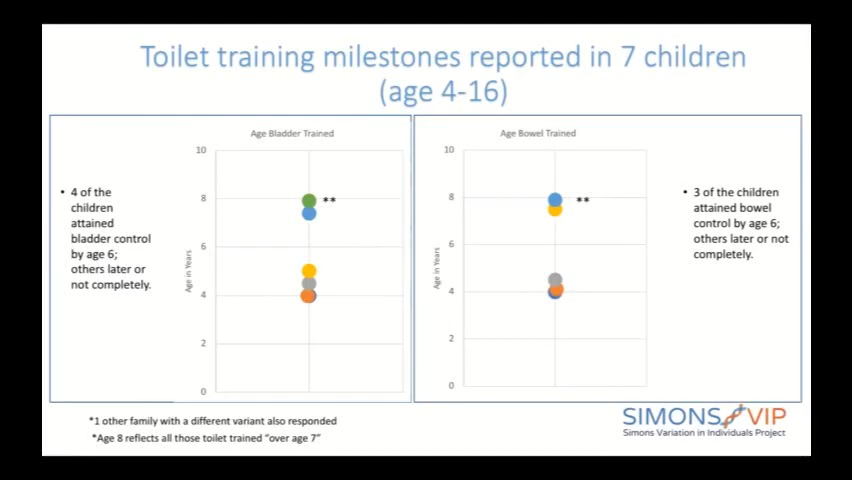 Toilet training milestones reported in 7 children
(age 4-16)
Age Bladder Trained
• 4 of the
children
attained
bladder control
by age 6;
others later or
not completely.
Age in Years
10
8
6
4
2
0
**
Age Bowel Trained
Age in Years
10
8
6
4
2
0
**
• 3 of the children
attained bowel
control by age 6;
others later or not
completely.
*1 other family with a different variant also responded
*Age 8 reflects all those toilet trained "over age 7"
SIMONS VIP
Simons Variation in Individuals Project